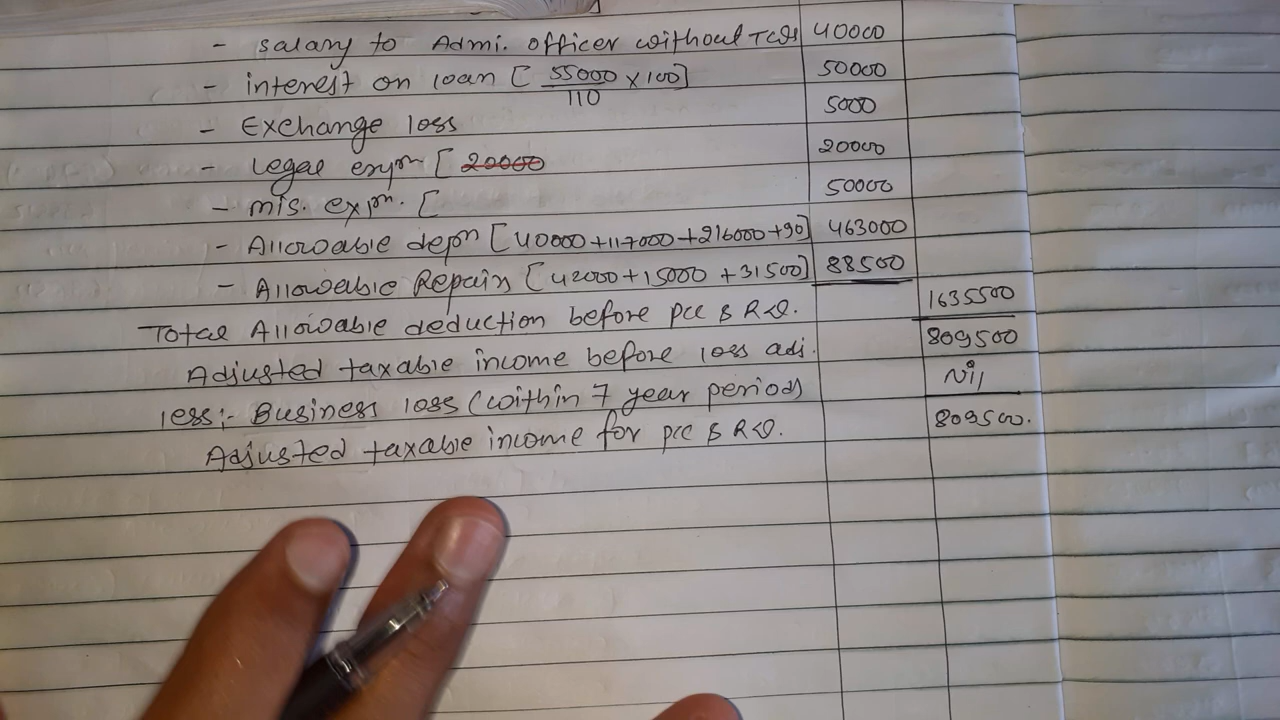 - salary to Admi. officer without TDS 40000
- interest on loan [ 55000/110 × 100] 50000
- Exchange loss 5000
- Legal expn [ 20000 20000
- mis. expn. [ 50000
- Allowable depn [40000+117000+216000+90] 463000
- Allowable Repair [42000+15000+31500] 88500
Total Allowable deduction before pcc & R&D. 1635500
Adjusted taxable income before loss adj. 809500
less:- Business loss (within 7 year period) Nil
Adjusted taxable income for pcc & R&D. 809500.